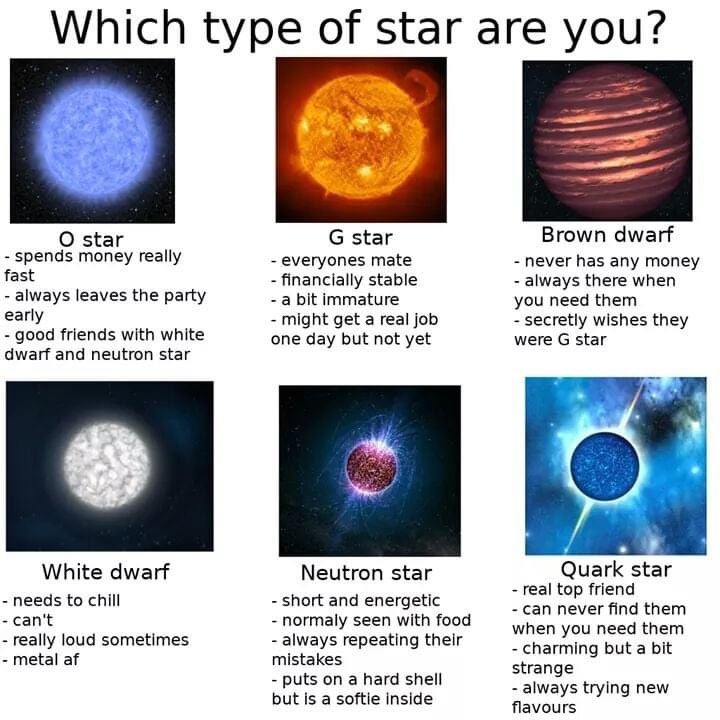 Which type of star are you?
O star
- spends money really
fast
- always leaves the party
early
- good friends with white
dwarf and neutron star
G star
- everyones mate
- financially stable
- a bit immature
- might get a real job
one day but not yet
Brown dwarf
- never has any money
- always there when
you need them
- secretly wishes they
were G star
White dwarf
- needs to chill
- can't
- really loud sometimes
- metal af
Neutron star
- short and energetic
- normaly seen with food
- always repeating their
mistakes
- puts on a hard shell
but is a softie inside
Quark star
- real top friend
- can never find them
when you need them
- charming but a bit
strange
- always trying new
flavours